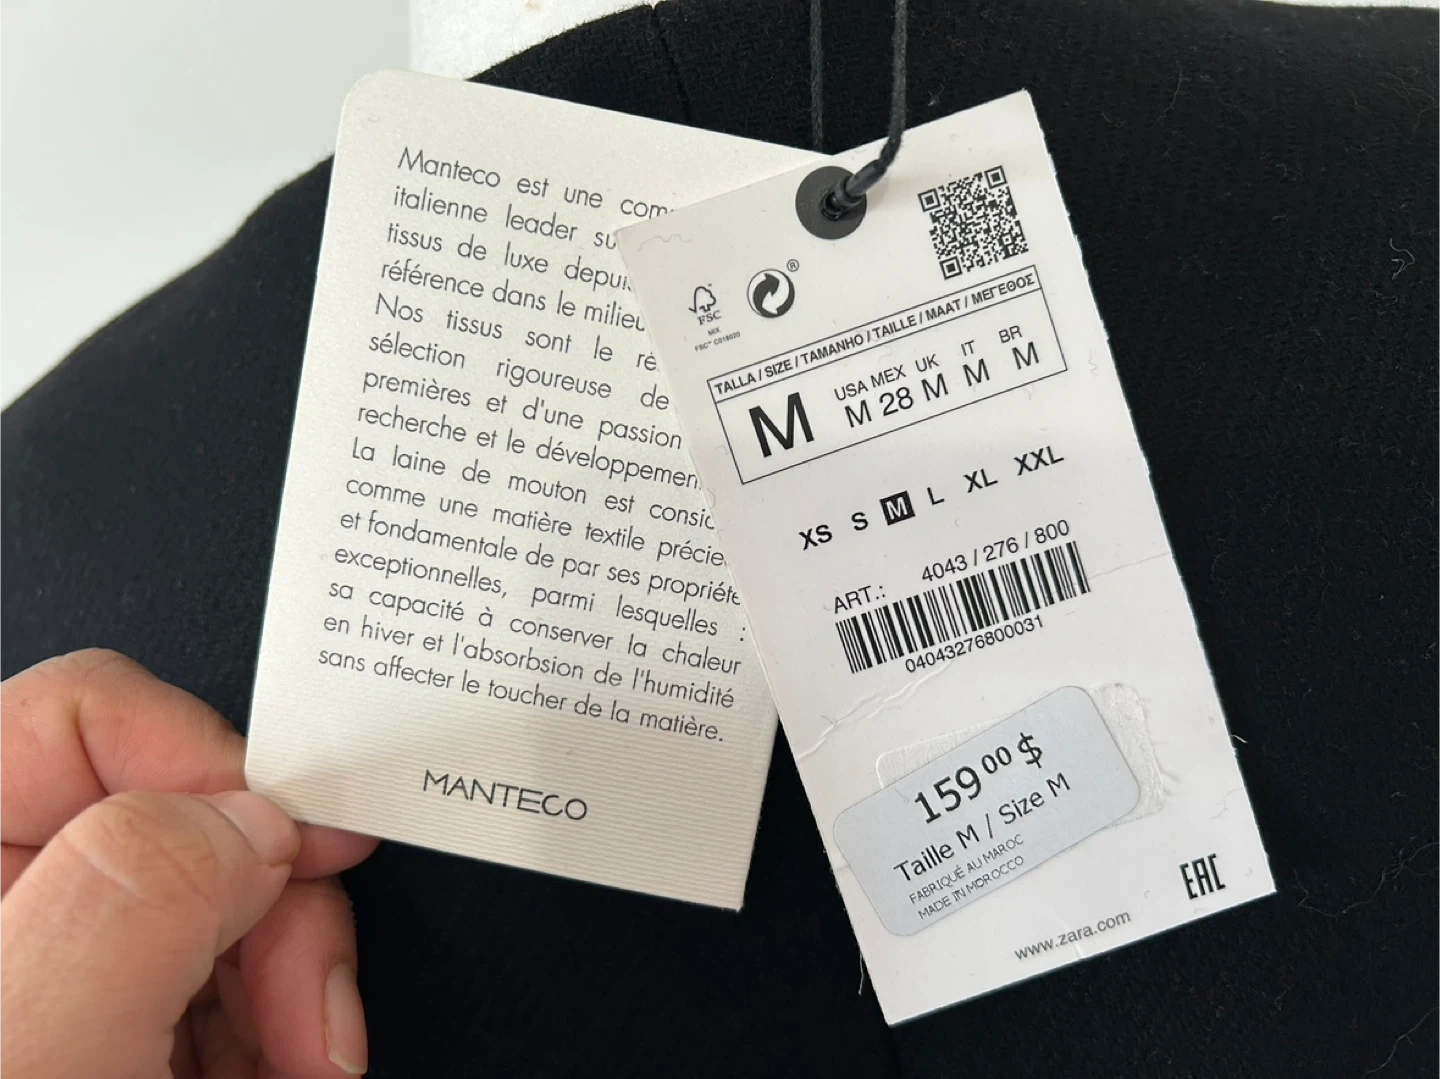 Manteco est une
italienne leader
tissus de luxe
référence dans le
Nos tissus sont le
sélection rigoureuse de
premières et d'une passion
recherche et le
La laine de mouton est
comme une matière textile
et fondamentale de par ses
exceptionnelles, parmi lesquelles :
sa capacité à conserver la chaleur
en hiver et l'absorbsion de l'humidité
sans affecter le toucher de la matière.
MANTECO
®
FSC
MIX
FSC™ C018020
TALLA / SIZE / TAMANHO / TAILLE / MAAT / ΜΕΓΕΘΟΣ
M
USA MEX UK IT BR
M 28 M M M
XS S M L XL XXL
ART.: 4043 / 276 / 800
04043276800031
159.00 $
Taille M / Size M
FABRIQUÉ AU MAROC
MADE IN MOROCCO
EAC
www.zara.com